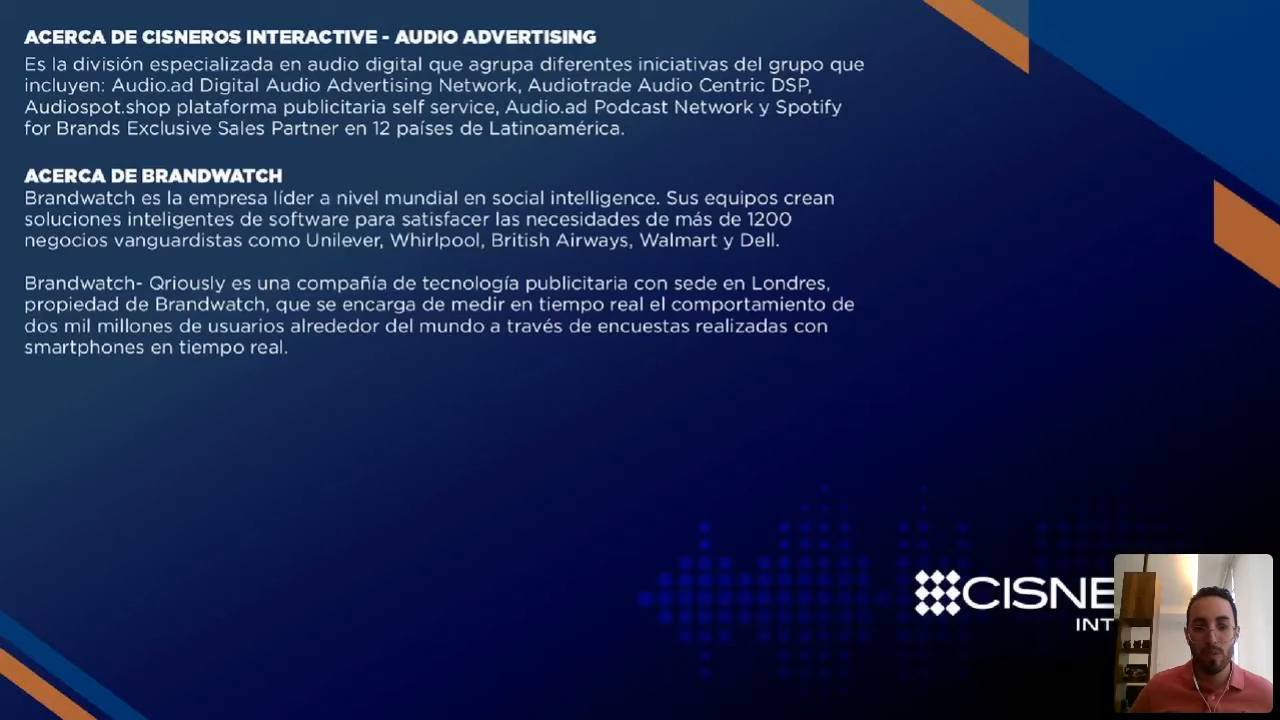 ACERCA DE CISNEROS INTERACTIVE - AUDIO ADVERTISING
Es la división especializada en audio digital que agrupa diferentes iniciativas del grupo que
incluyen: Audio.ad Digital Audio Advertising Network, Audiotrade Audio Centric DSP,
Audiospot.shop plataforma publicitaria self service, Audio.ad Podcast Network y Spotify
for Brands Exclusive Sales Partner en 12 países de Latinoamérica.
ACERCA DE BRANDWATCH
Brandwatch es la empresa líder a nivel mundial en social intelligence. Sus equipos crean
soluciones inteligentes de software para satisfacer las necesidades de más de 1200
negocios vanguardistas como Unilever, Whirlpool, British Airways, Walmart y Dell.
Brandwatch- Qriously es una compañía de tecnología publicitaria con sede en Londres,
propiedad de Brandwatch, que se encarga de medir en tiempo real el comportamiento de
dos mil millones de usuarios alrededor del mundo a través de encuestas realizadas con
smartphones en tiempo real.
CISNE
INT